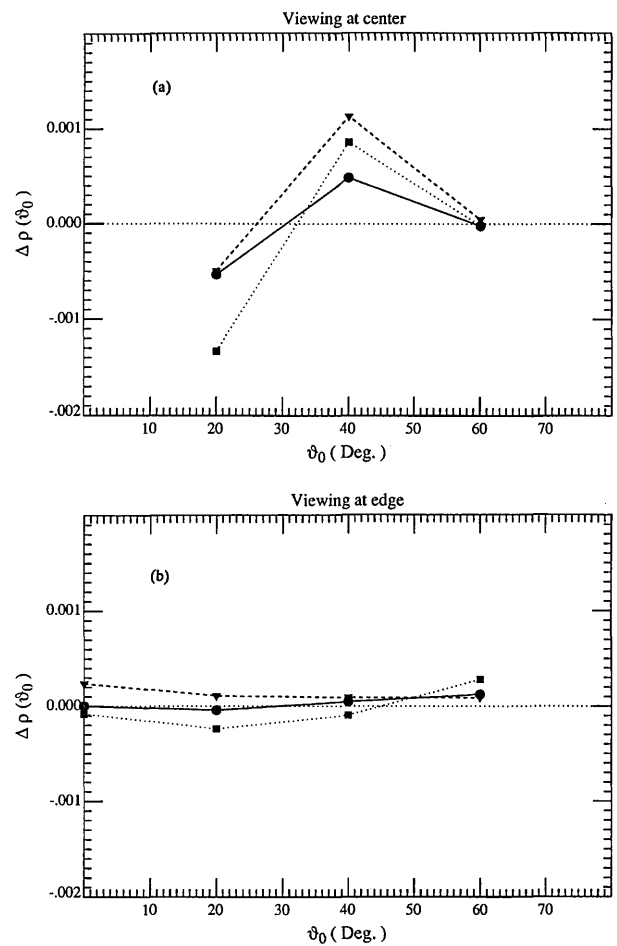 Viewing at center
(a)
0.001
0.000
-.001
-.002
Δ ρ (ϑ₀)
10 20 30 40 50 60 70
ϑ₀ ( Deg. )
Viewing at edge
(b)
0.001
0.000
-.001
-.002
Δ ρ (ϑ₀)
10 20 30 40 50 60 70
ϑ₀ ( Deg. )